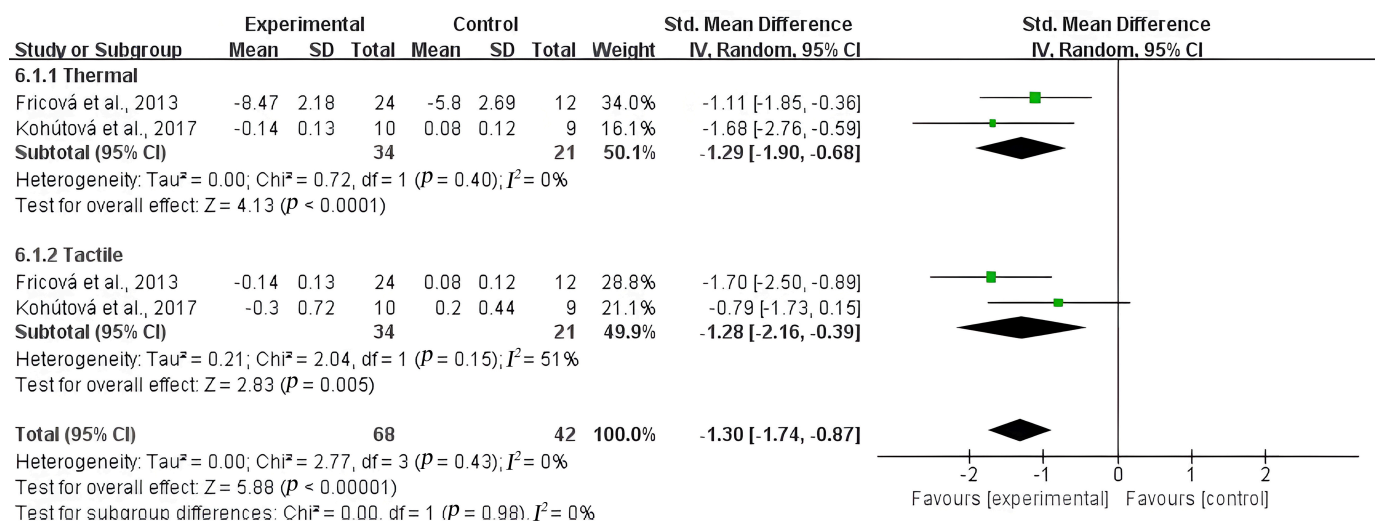 Experimental Control Std. Mean Difference Std. Mean Difference
Study or Subgroup Mean SD Total Mean SD Total Weight IV, Random, 95% CI IV, Random, 95% CI
6.1.1 Thermal
Fricová et al., 2013 -8.47 2.18 24 -5.8 2.69 12 34.0% -1.11 [-1.85, -0.36]
Kohútová et al., 2017 -0.14 0.13 10 0.08 0.12 9 16.1% -1.68 [-2.76, -0.59]
Subtotal (95% CI) 34 21 50.1% -1.29 [-1.90, -0.68]
Heterogeneity: Tau² = 0.00; Chi² = 0.72, df = 1 (p = 0.40); I² = 0%
Test for overall effect: Z = 4.13 (p < 0.0001)
6.1.2 Tactile
Fricová et al., 2013 -0.14 0.13 24 0.08 0.12 12 28.8% -1.70 [-2.50, -0.89]
Kohútová et al., 2017 -0.3 0.72 10 0.2 0.44 9 21.1% -0.79 [-1.73, 0.15]
Subtotal (95% CI) 34 21 49.9% -1.28 [-2.16, -0.39]
Heterogeneity: Tau² = 0.21; Chi² = 2.04, df = 1 (p = 0.15); I² = 51%
Test for overall effect: Z = 2.83 (p = 0.005)
Total (95% CI) 68 42 100.0% -1.30 [-1.74, -0.87]
Heterogeneity: Tau² = 0.00; Chi² = 2.77, df = 3 (p = 0.43); I² = 0%
Test for overall effect: Z = 5.88 (p < 0.00001)
Test for subgroup differences: Chi² = 0.00, df = 1 (p = 0.98), I² = 0%
-2 -1 0 1 2
Favours [experimental] Favours [control]